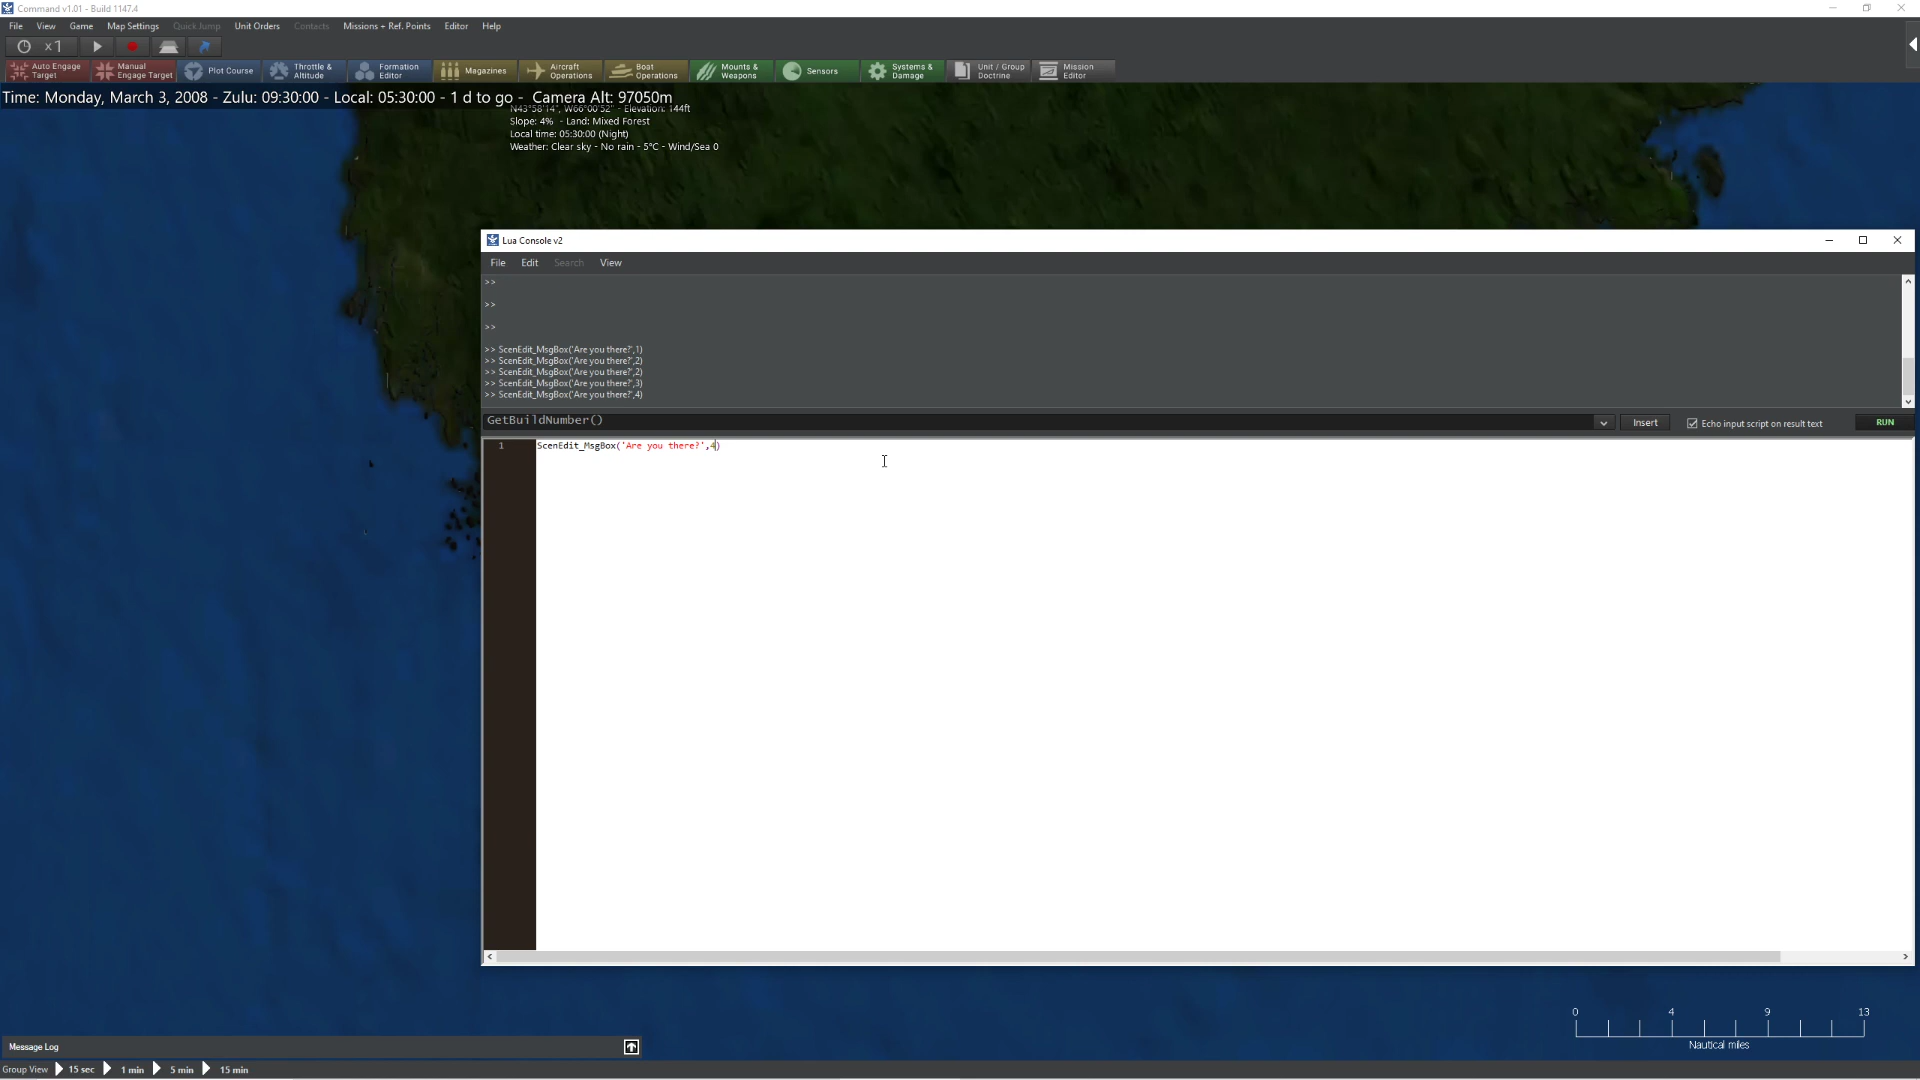 Command v1.01 - Build 1147.4
File View Game Map Settings Quick Jump Unit Orders Contacts Missions + Ref. Points Editor Help
x1
Auto Engage Target Manual Engage Target Plot Course Throttle & Altitude Formation Editor Magazines Aircraft Operations Boat Operations Mounts & Weapons Sensors Systems & Damage Unit / Group Doctrine Mission Editor
Time: Monday, March 3, 2008 - Zulu: 09:30:00 - Local: 05:30:00 - 1 d to go - Camera Alt: 97050m
N43°58'14", W66°00'52" - Elevation: 144ft
Slope: 4% - Land: Mixed Forest
Local time: 05:30:00 (Night)
Weather: Clear sky - No rain - 5°C - Wind/Sea 0
Lua Console v2
File Edit Search View
>>
>>
>>
>> ScenEdit_MsgBox('Are you there?',1)
>> ScenEdit_MsgBox('Are you there?',2)
>> ScenEdit_MsgBox('Are you there?',2)
>> ScenEdit_MsgBox('Are you there?',3)
>> ScenEdit_MsgBox('Are you there?',4)
GetBuildNumber() Insert Echo input script on result text RUN
1 ScenEdit_MsgBox('Are you there?',4)
0 4 9 13
Nautical miles
Message Log
Group View 15 sec 1 min 5 min 15 min